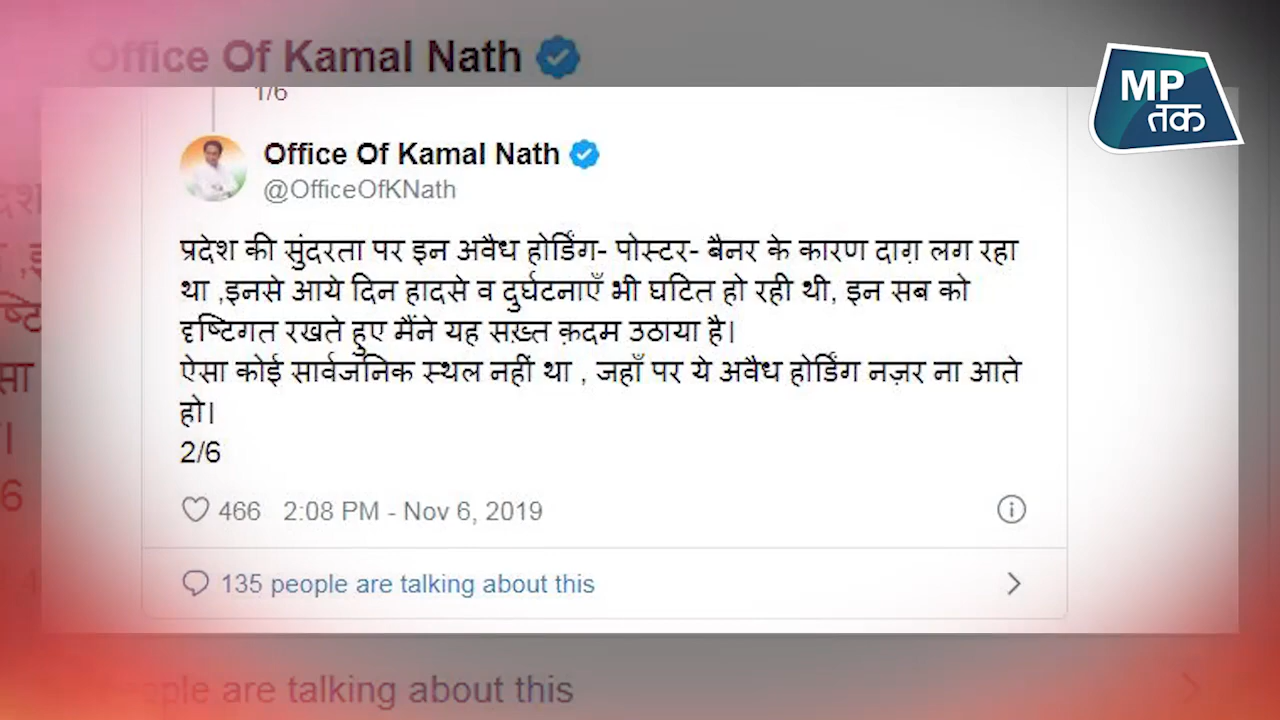 Office Of Kamal Nath
MP
तक
1/6
Office Of Kamal Nath
@OfficeOfKNath
प्रदेश की सुंदरता पर इन अवैध होर्डिंग- पोस्टर- बैनर के कारण दाग़ लग रहा
था ,इनसे आये दिन हादसे व दुर्घटनाएँ भी घटित हो रही थी, इन सब को
दृष्टिगत रखते हुए मैंने यह सख़्त क़दम उठाया है।
ऐसा कोई सार्वजनिक स्थल नहीं था , जहाँ पर ये अवैध होर्डिंग नज़र ना आते
हो।
2/6
466 2:08 PM - Nov 6, 2019
135 people are talking about this
are talking about this